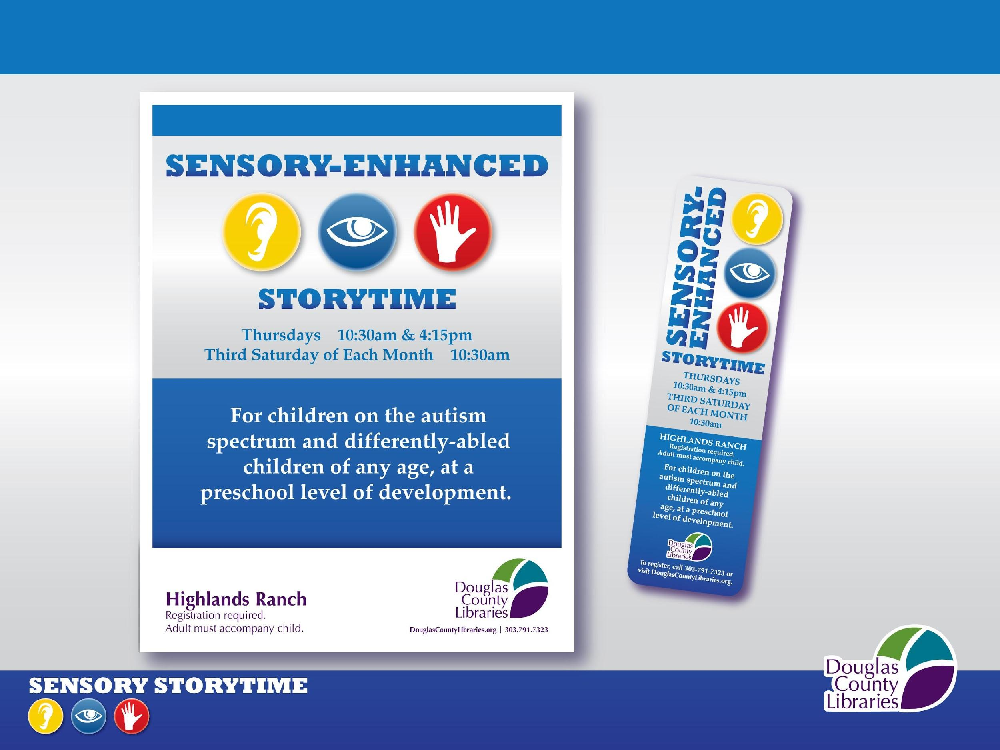 SENSORY-ENHANCED
STORYTIME
Thursdays 10:30am & 4:15pm
Third Saturday of Each Month 10:30am
For children on the autism
spectrum and differently-abled
children of any age, at a
preschool level of development.
Highlands Ranch
Registration required.
Adult must accompany child.
Douglas
County
Libraries
DouglasCountyLibraries.org | 303.791.7323
SENSORY-
ENHANCED
STORYTIME
THURSDAYS
10:30am & 4:15pm
THIRD SATURDAY
OF EACH MONTH
10:30am
HIGHLANDS RANCH
Registration required.
Adult must accompany child.
For children on the
autism spectrum and
differently-abled
children of any
age, at a preschool
level of development.
Douglas
County
Libraries
To register, call 303-791-7323 or
visit DouglasCountyLibraries.org.
SENSORY STORYTIME
Douglas
County
Libraries